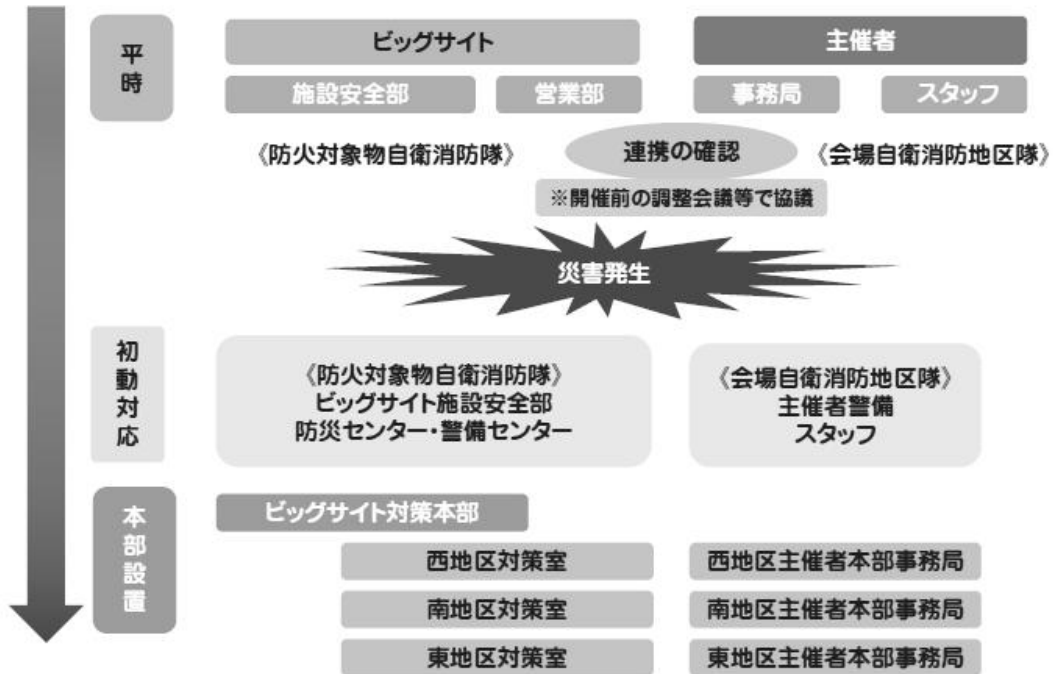 平時
ビッグサイト
主催者
施設安全部
営業部
事務局
スタッフ
《防火対象物自衛消防隊》
連携の確認
《会場自衛消防地区隊》
※開催前の調整会議等で協議
災害発生
初動対応
《防火対象物自衛消防隊》
ビッグサイト施設安全部
防災センター・警備センター
《会場自衛消防地区隊》
主催者警備
スタッフ
本部設置
ビッグサイト対策本部
西地区対策室
西地区主催者本部事務局
南地区対策室
南地区主催者本部事務局
東地区対策室
東地区主催者本部事務局